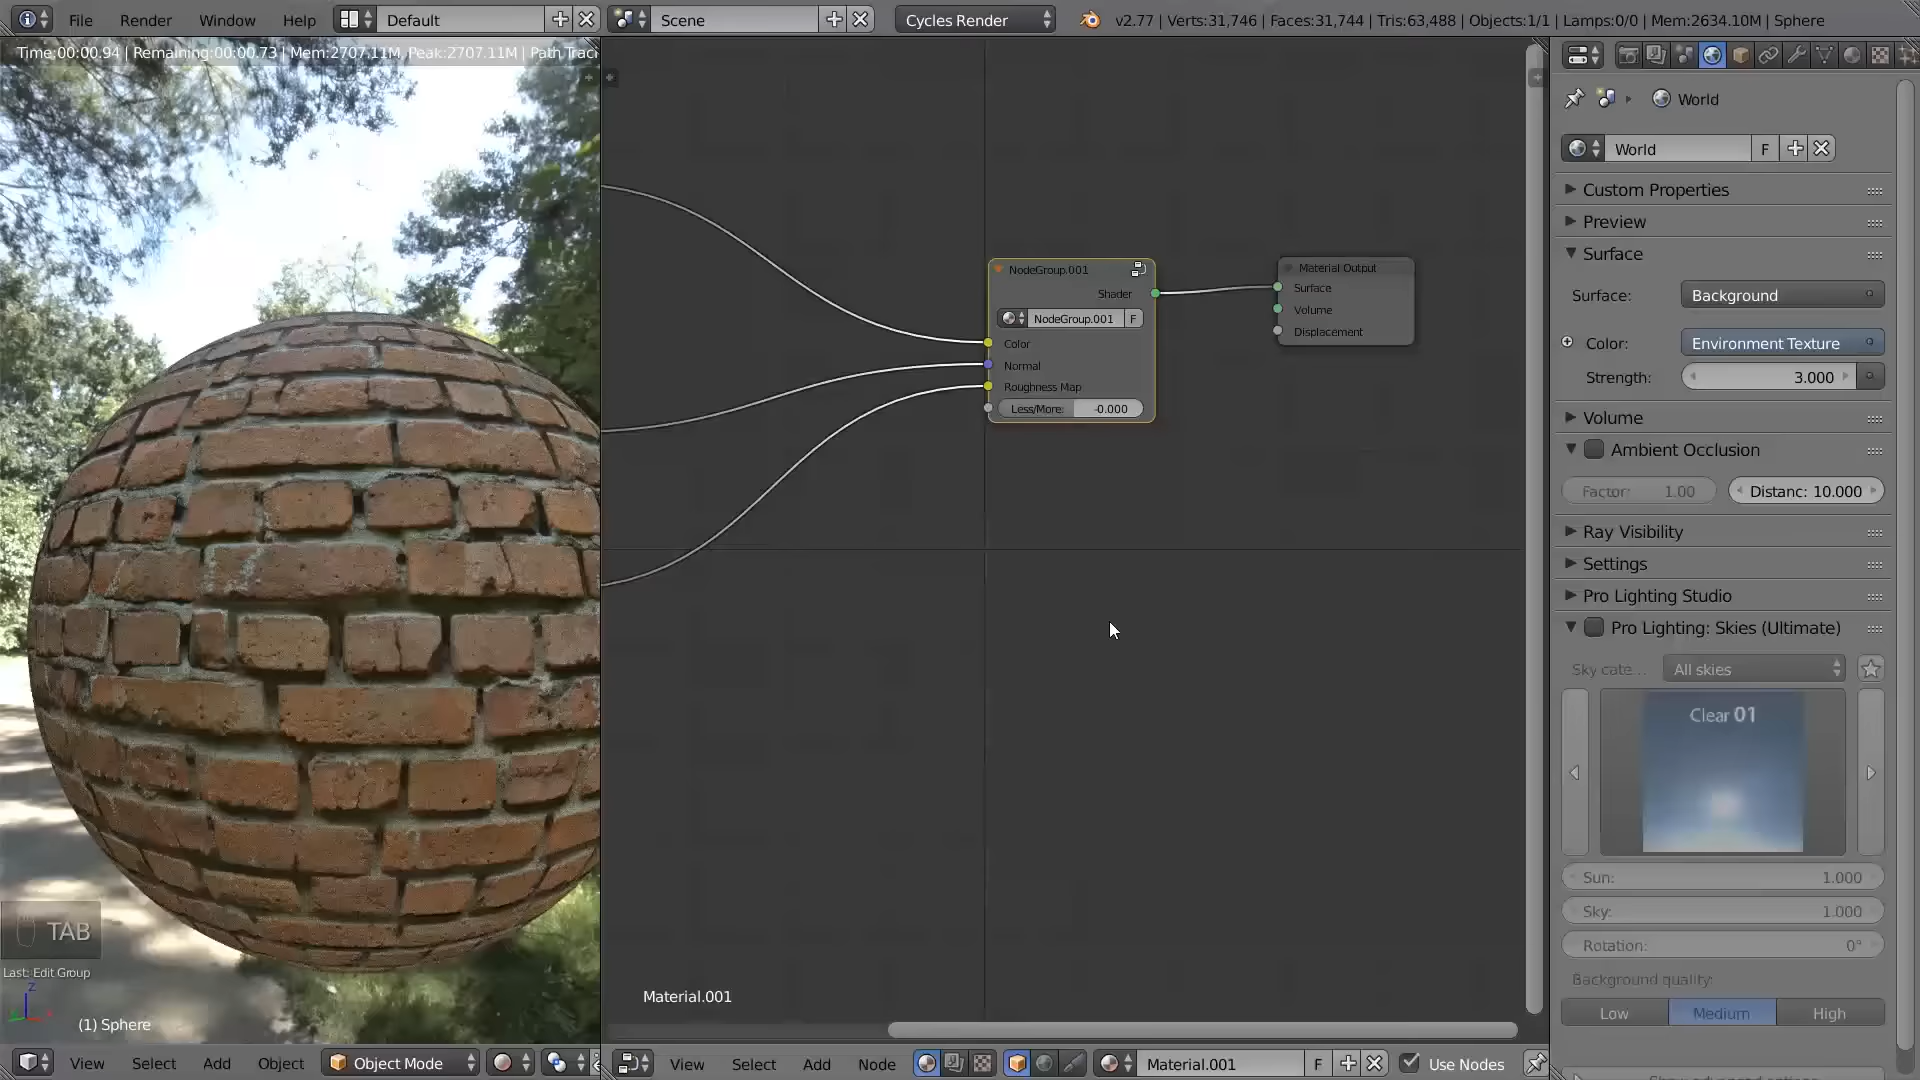 File Render Window Help Default Scene Cycles Render v2.77 | Verts:31,746 | Faces:31,744 | Tris:63,488 | Objects:1/1 | Lamps:0/0 | Mem:2634.10M | Sphere
Time:00:00.94 | Remaining:00:00.73 | Mem:2707.11M, Peak:2707.11M | Path Traci
World
World F
Custom Properties
Preview
Surface
Surface: Background
Color: Environment Texture
Strength: 3.000
Volume
Ambient Occlusion
Factor: 1.00 Distanc: 10.000
Ray Visibility
Settings
Pro Lighting Studio
Pro Lighting: Skies (Ultimate)
Sky cate... All skies
Clear 01
Sun: 1.000
Sky: 1.000
Rotation: 0°
Background quality:
Low Medium High
NodeGroup.001
Shader
NodeGroup.001 F
Color
Normal
Roughness Map
Less/More: -0.000
Material Output
Surface
Volume
Displacement
Material.001
TAB
Last: Edit Group
Z
(1) Sphere
View Select Add Object Object Mode
View Select Add Node Material.001 F Use Nodes